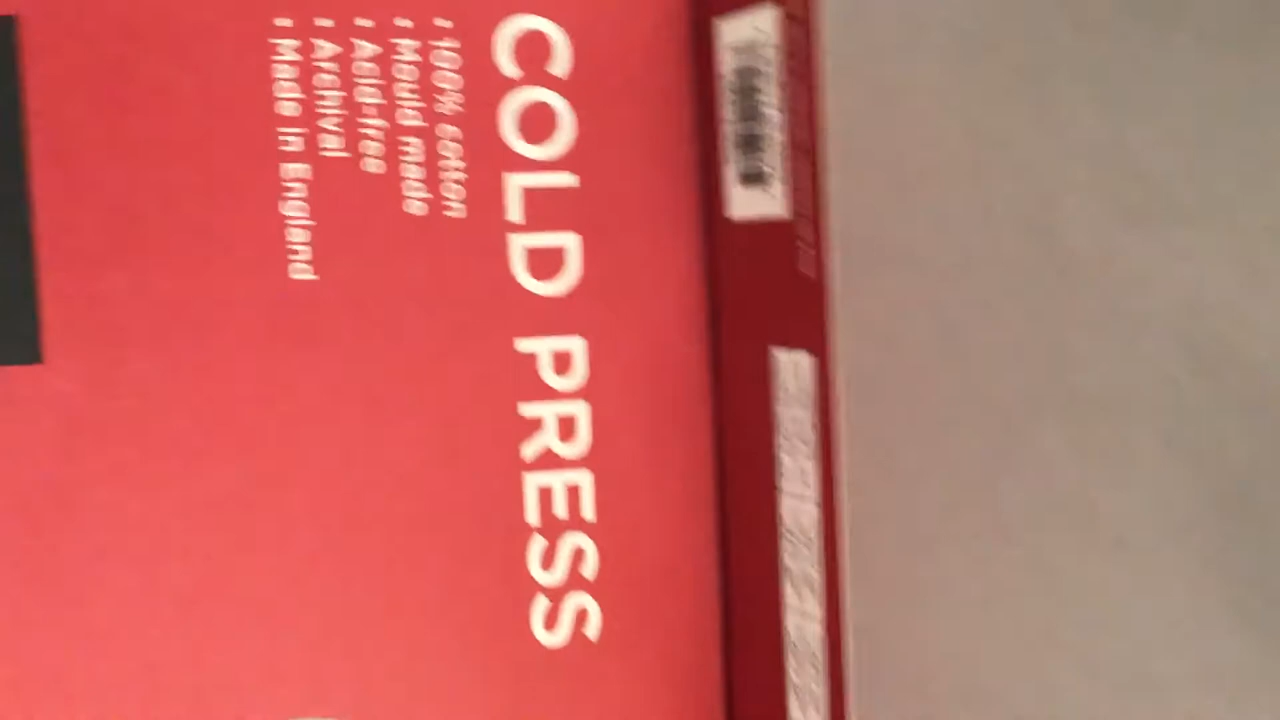 COLD PRESS
• 100% cotton
• Mould made
• Acid-free
• Archival
• Made in England